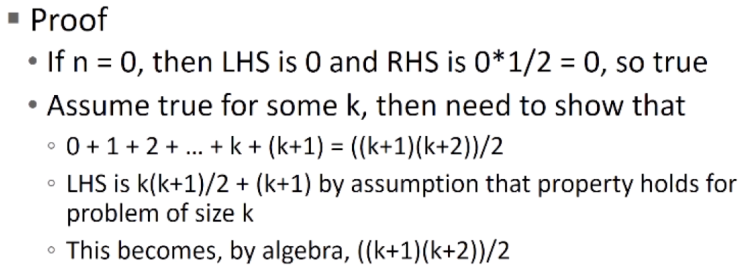 ▪ Proof
• If n = 0, then LHS is 0 and RHS is 0*1/2 = 0, so true
• Assume true for some k, then need to show that
◦ 0 + 1 + 2 + ... + k + (k+1) = ((k+1)(k+2))/2
◦ LHS is k(k+1)/2 + (k+1) by assumption that property holds for
problem of size k
◦ This becomes, by algebra, ((k+1)(k+2))/2